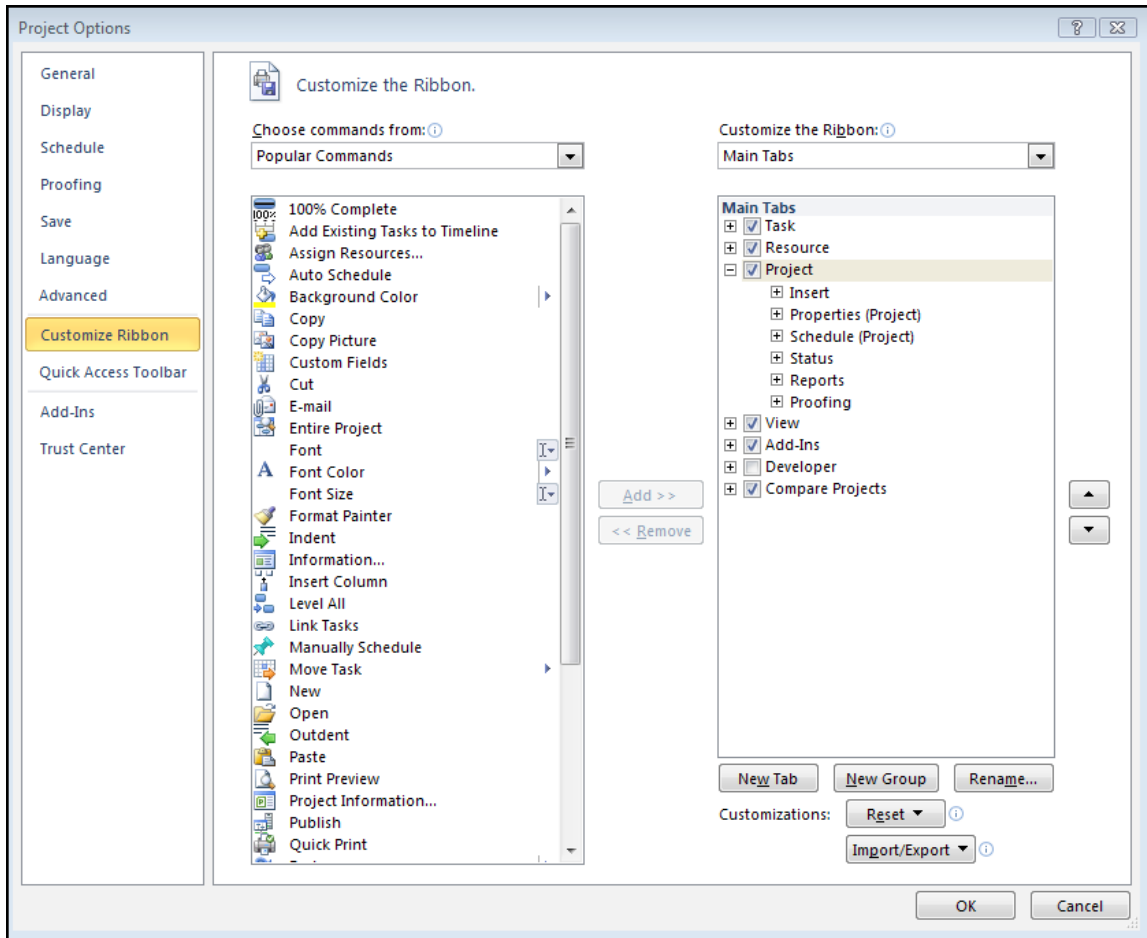 Project Options
General
Display
Schedule
Proofing
Save
Language
Advanced
Customize Ribbon
Quick Access Toolbar
Add-Ins
Trust Center
Customize the Ribbon.
Choose commands from:
Popular Commands
100% Complete
Add Existing Tasks to Timeline
Assign Resources...
Auto Schedule
Background Color
Copy
Copy Picture
Custom Fields
Cut
E-mail
Entire Project
Font
Font Color
Font Size
Format Painter
Indent
Information...
Insert Column
Level All
Link Tasks
Manually Schedule
Move Task
New
Open
Outdent
Paste
Print Preview
Project Information...
Publish
Quick Print
Add >>
<< Remove
Customize the Ribbon:
Main Tabs
Main Tabs
Task
Resource
Project
Insert
Properties (Project)
Schedule (Project)
Status
Reports
Proofing
View
Add-Ins
Developer
Compare Projects
New Tab
New Group
Rename...
Customizations:
Reset
Import/Export
OK
Cancel